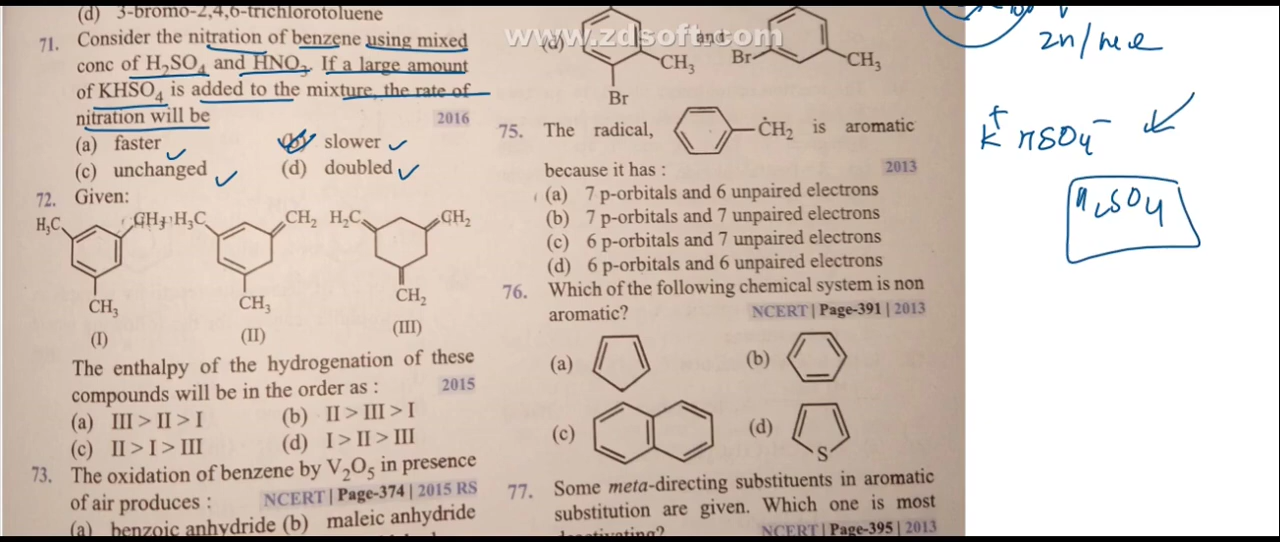 (d) 3-bromo-2,4,6-trichlorotoluene
71. Consider the nitration of benzene using mixed
conc of H₂SO₄ and HNO₃. If a large amount
of KHSO₄ is added to the mixture, the rate of
nitration will be 2016
(a) faster (b) slower
(c) unchanged (d) doubled
72. Given:
H₃C CH₃ H₃C CH₂ H₂C CH₂
CH₃ CH₃ CH₂
(I) (II) (III)
The enthalpy of the hydrogenation of these
compounds will be in the order as : 2015
(a) III > II > I (b) II > III > I
(c) II > I > III (d) I > II > III
73. The oxidation of benzene by V₂O₅ in presence
of air produces : NCERT | Page-374 | 2015 RS
(a) benzoic anhydride (b) maleic anhydride
www.zdsoft.com
(d) and
CH₃ Br CH₃
Br
75. The radical, ĊH₂ is aromatic
because it has : 2013
(a) 7 p-orbitals and 6 unpaired electrons
(b) 7 p-orbitals and 7 unpaired electrons
(c) 6 p-orbitals and 7 unpaired electrons
(d) 6 p-orbitals and 6 unpaired electrons
76. Which of the following chemical system is non
aromatic? NCERT | Page-391 | 2013
(a) (b)
(c) (d)
S
77. Some meta-directing substituents in aromatic
substitution are given. Which one is most
deactivating? NCERT | Page-395 | 2013
K⁺ HSO₄⁻
H₂SO₄